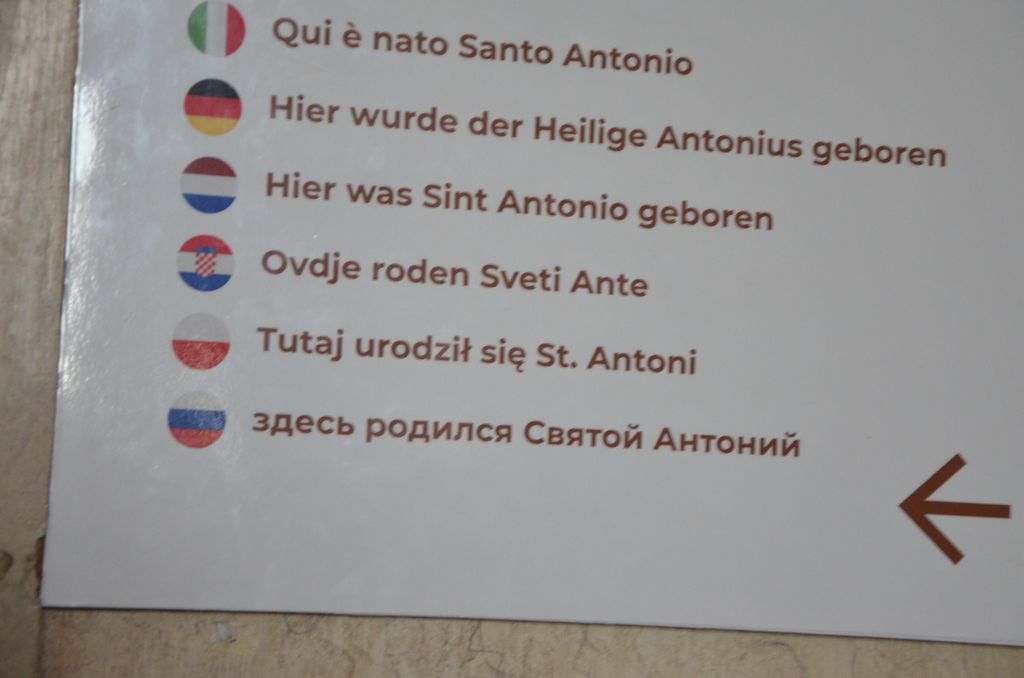 Qui è nato Santo Antonio
Hier wurde der Heilige Antonius geboren
Hier was Sint Antonio geboren
Ovdje roden Sveti Ante
Tutaj urodził się St. Antoni
здесь родился Святой Антоний